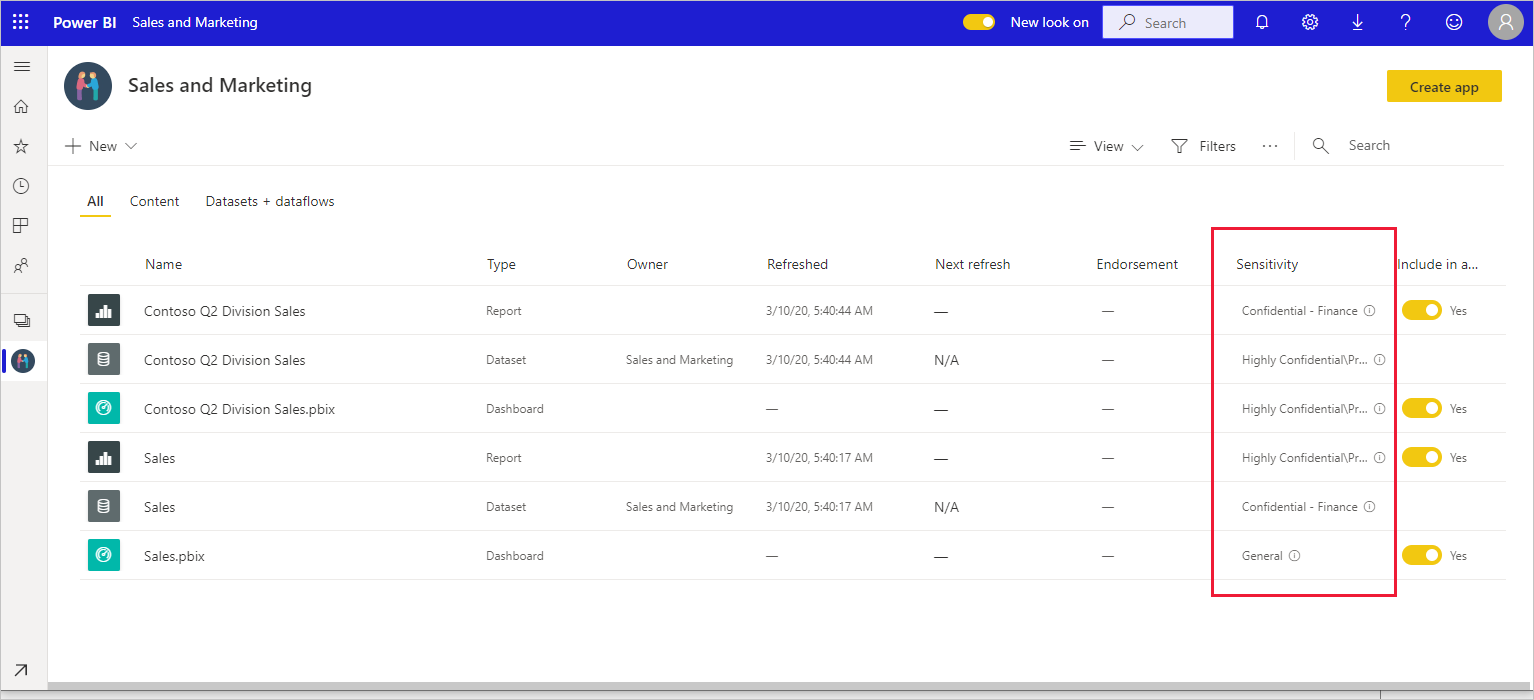 Power BI Sales and Marketing New look on Search
Sales and Marketing Create app
New View Filters Search
All Content Datasets + dataflows
Name Type Owner Refreshed Next refresh Endorsement Sensitivity Include in a...
Contoso Q2 Division Sales Report 3/10/20, 5:40:44 AM — — Confidential - Finance Yes
Contoso Q2 Division Sales Dataset Sales and Marketing 3/10/20, 5:40:44 AM N/A — Highly Confidential\Pr...
Contoso Q2 Division Sales.pbix Dashboard — — — Highly Confidential\Pr... Yes
Sales Report 3/10/20, 5:40:17 AM — — Highly Confidential\Pr... Yes
Sales Dataset Sales and Marketing 3/10/20, 5:40:17 AM N/A — Confidential - Finance
Sales.pbix Dashboard — — — General Yes